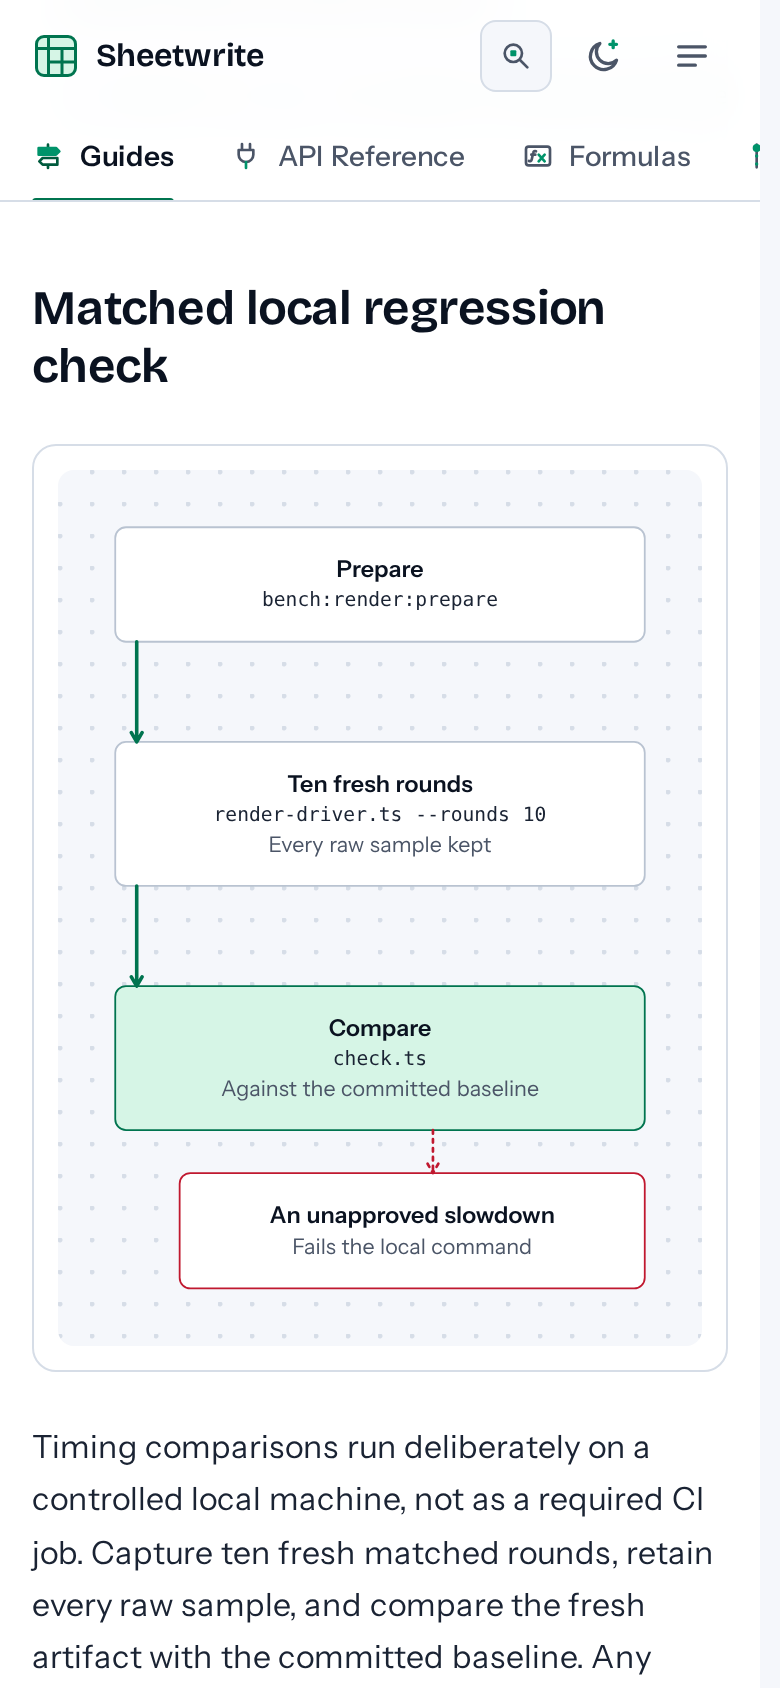 Sheetwrite
Guides
API Reference
Formulas
Matched local regression
check
Prepare
bench:render:prepare
Ten fresh rounds
render-driver.ts --rounds 10
Every raw sample kept
Compare
check.ts
Against the committed baseline
An unapproved slowdown
Fails the local command
Timing comparisons run deliberately on a
controlled local machine, not as a required CI
job. Capture ten fresh matched rounds, retain
every raw sample, and compare the fresh
artifact with the committed baseline. Any